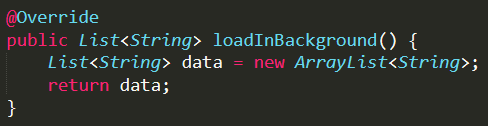 @Override
public List<String> loadInBackground() {
    List<String> data = new ArrayList<String>;
    return data;
}